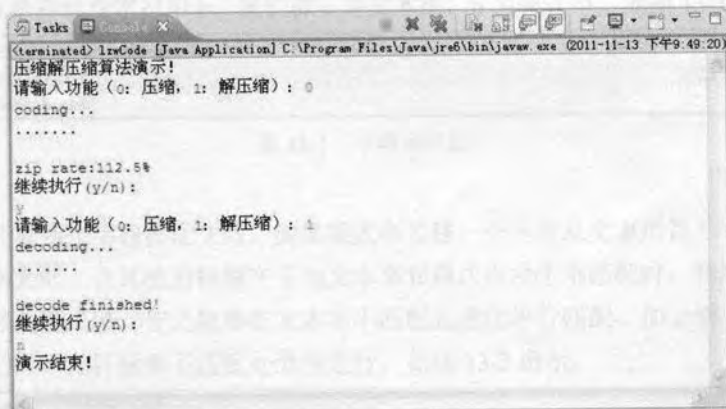 Tasks Console
<terminated> lzwCode [Java Application] C:\Program Files\Java\jre6\bin\javaw.exe (2011-11-13 下午9:49:20)
压缩解压缩算法演示!
请输入功能（0: 压缩, 1: 解压缩）: 0
coding...
.......
zip rate:112.5%
继续执行(y/n):
y
请输入功能（0: 压缩, 1: 解压缩）:
decoding...
.......
decode finished!
继续执行(y/n):
n
演示结束!